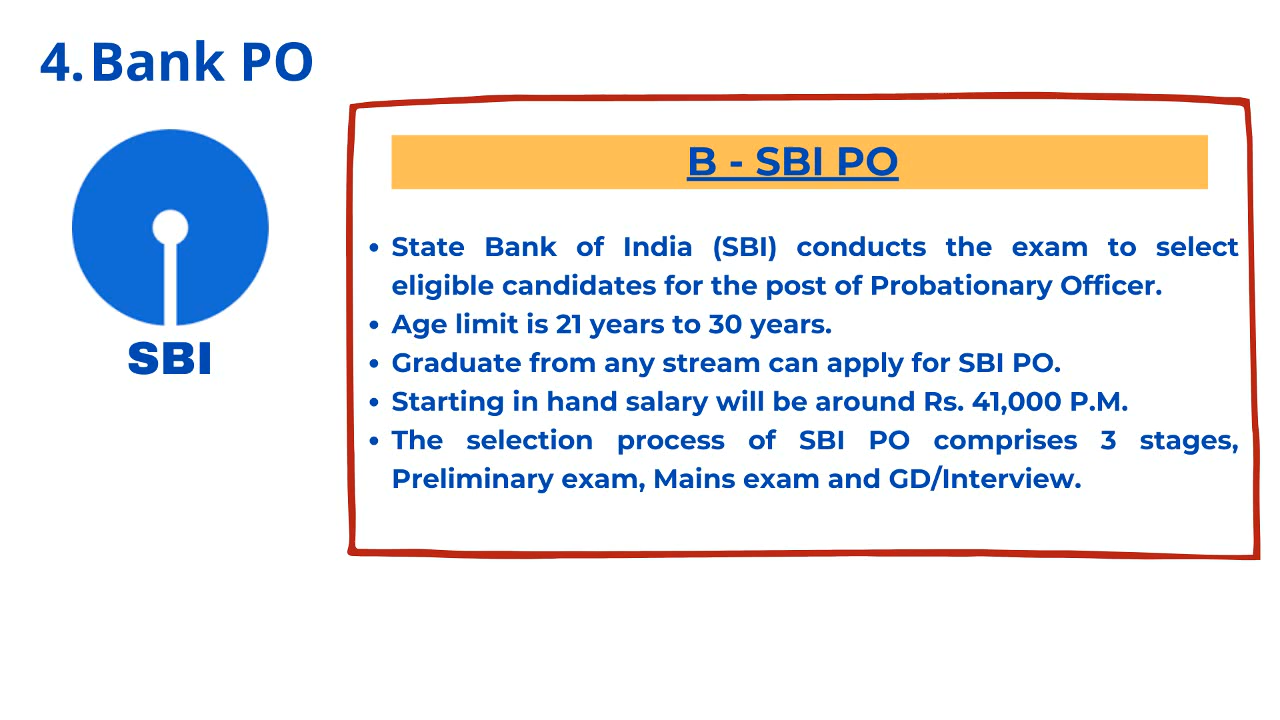 4. Bank PO
SBI
B - SBI PO
• State Bank of India (SBI) conducts the exam to select
eligible candidates for the post of Probationary Officer.
• Age limit is 21 years to 30 years.
• Graduate from any stream can apply for SBI PO.
• Starting in hand salary will be around Rs. 41,000 P.M.
• The selection process of SBI PO comprises 3 stages,
Preliminary exam, Mains exam and GD/Interview.